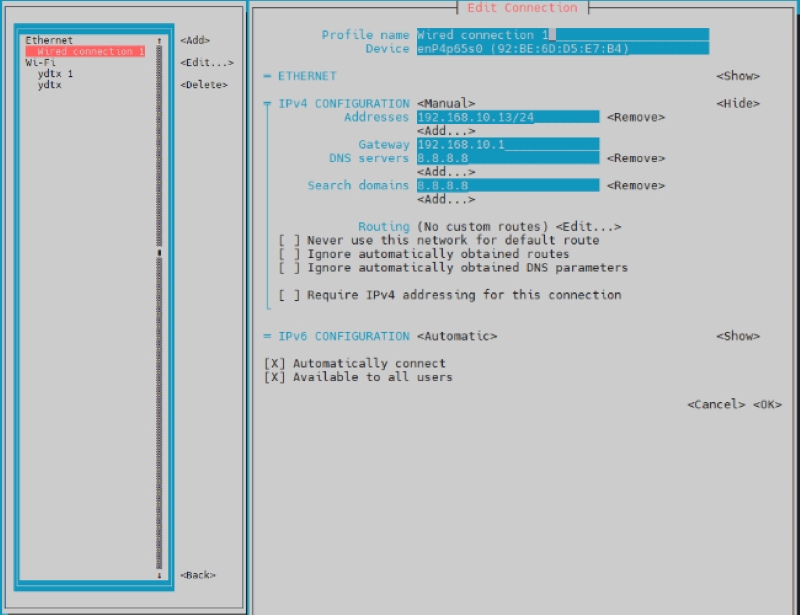 Ethernet
Wired connection 1
Wi-Fi
ydtx 1
ydtx
<Add>
<Edit...>
<Delete>
<Back>
Edit Connection
Profile name Wired connection 1
Device enP4p65s0 (92:BE:6D:D5:E7:B4)
= ETHERNET <Show>
IPv4 CONFIGURATION <Manual> <Hide>
Addresses 192.168.10.13/24 <Remove>
<Add...>
Gateway 192.168.10.1
DNS servers 8.8.8.8 <Remove>
<Add...>
Search domains 8.8.8.8 <Remove>
<Add...>
Routing (No custom routes) <Edit...>
[ ] Never use this network for default route
[ ] Ignore automatically obtained routes
[ ] Ignore automatically obtained DNS parameters
[ ] Require IPv4 addressing for this connection
= IPv6 CONFIGURATION <Automatic> <Show>
[X] Automatically connect
[X] Available to all users
<Cancel> <OK>